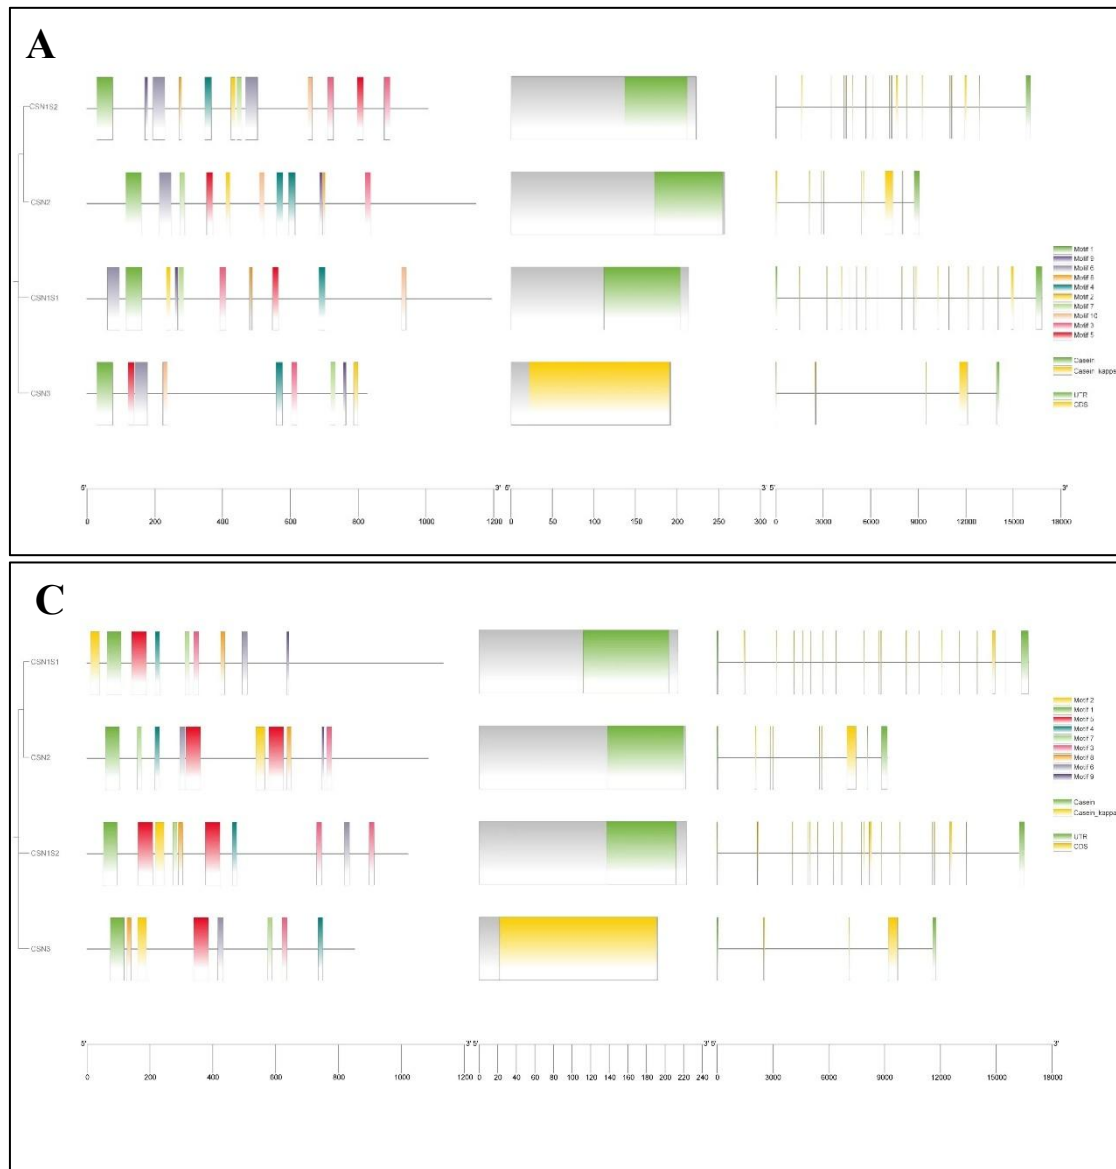 A
CSN1S2
CSN2
CSN1S1
CSN3
Motif 1
Motif 9
Motif 6
Motif 8
Motif 4
Motif 2
Motif 7
Motif 10
Motif 3
Motif 5
Casein
Casein_kappa
UTR
CDS
5' 3' 5' 3' 5' 3'
0 200 400 600 800 1000 1200 0 50 100 150 200 250 300 0 3000 6000 9000 12000 15000 18000
C
CSN1S1
CSN2
CSN1S2
CSN3
Motif 2
Motif 1
Motif 5
Motif 4
Motif 7
Motif 3
Motif 8
Motif 6
Motif 9
Casein
Casein_kappa
UTR
CDS
5' 3' 5' 3' 5' 3'
0 200 400 600 800 1000 1200 0 20 40 60 80 100 120 140 160 180 200 220 240 0 3000 6000 9000 12000 15000 18000